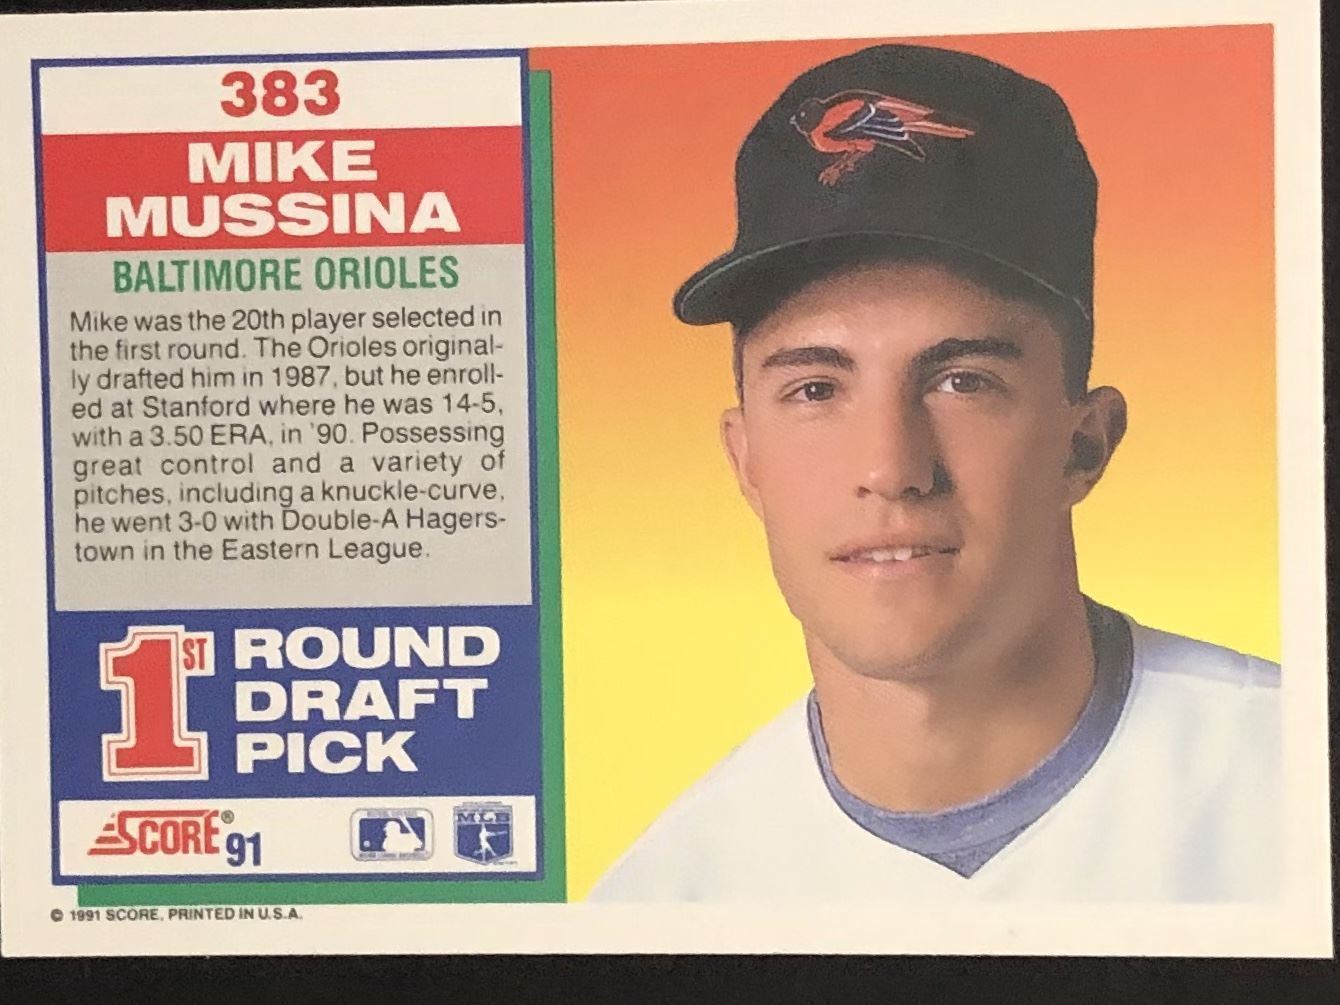 383
MIKE
MUSSINA
BALTIMORE ORIOLES
Mike was the 20th player selected in
the first round. The Orioles original-
ly drafted him in 1987, but he enroll-
ed at Stanford where he was 14-5,
with a 3.50 ERA, in '90. Possessing
great control and a variety of
pitches, including a knuckle-curve,
he went 3-0 with Double-A Hagers-
town in the Eastern League.
1ST ROUND
DRAFT
PICK
SCORE® 91
MLB
© 1991 SCORE, PRINTED IN U.S.A.